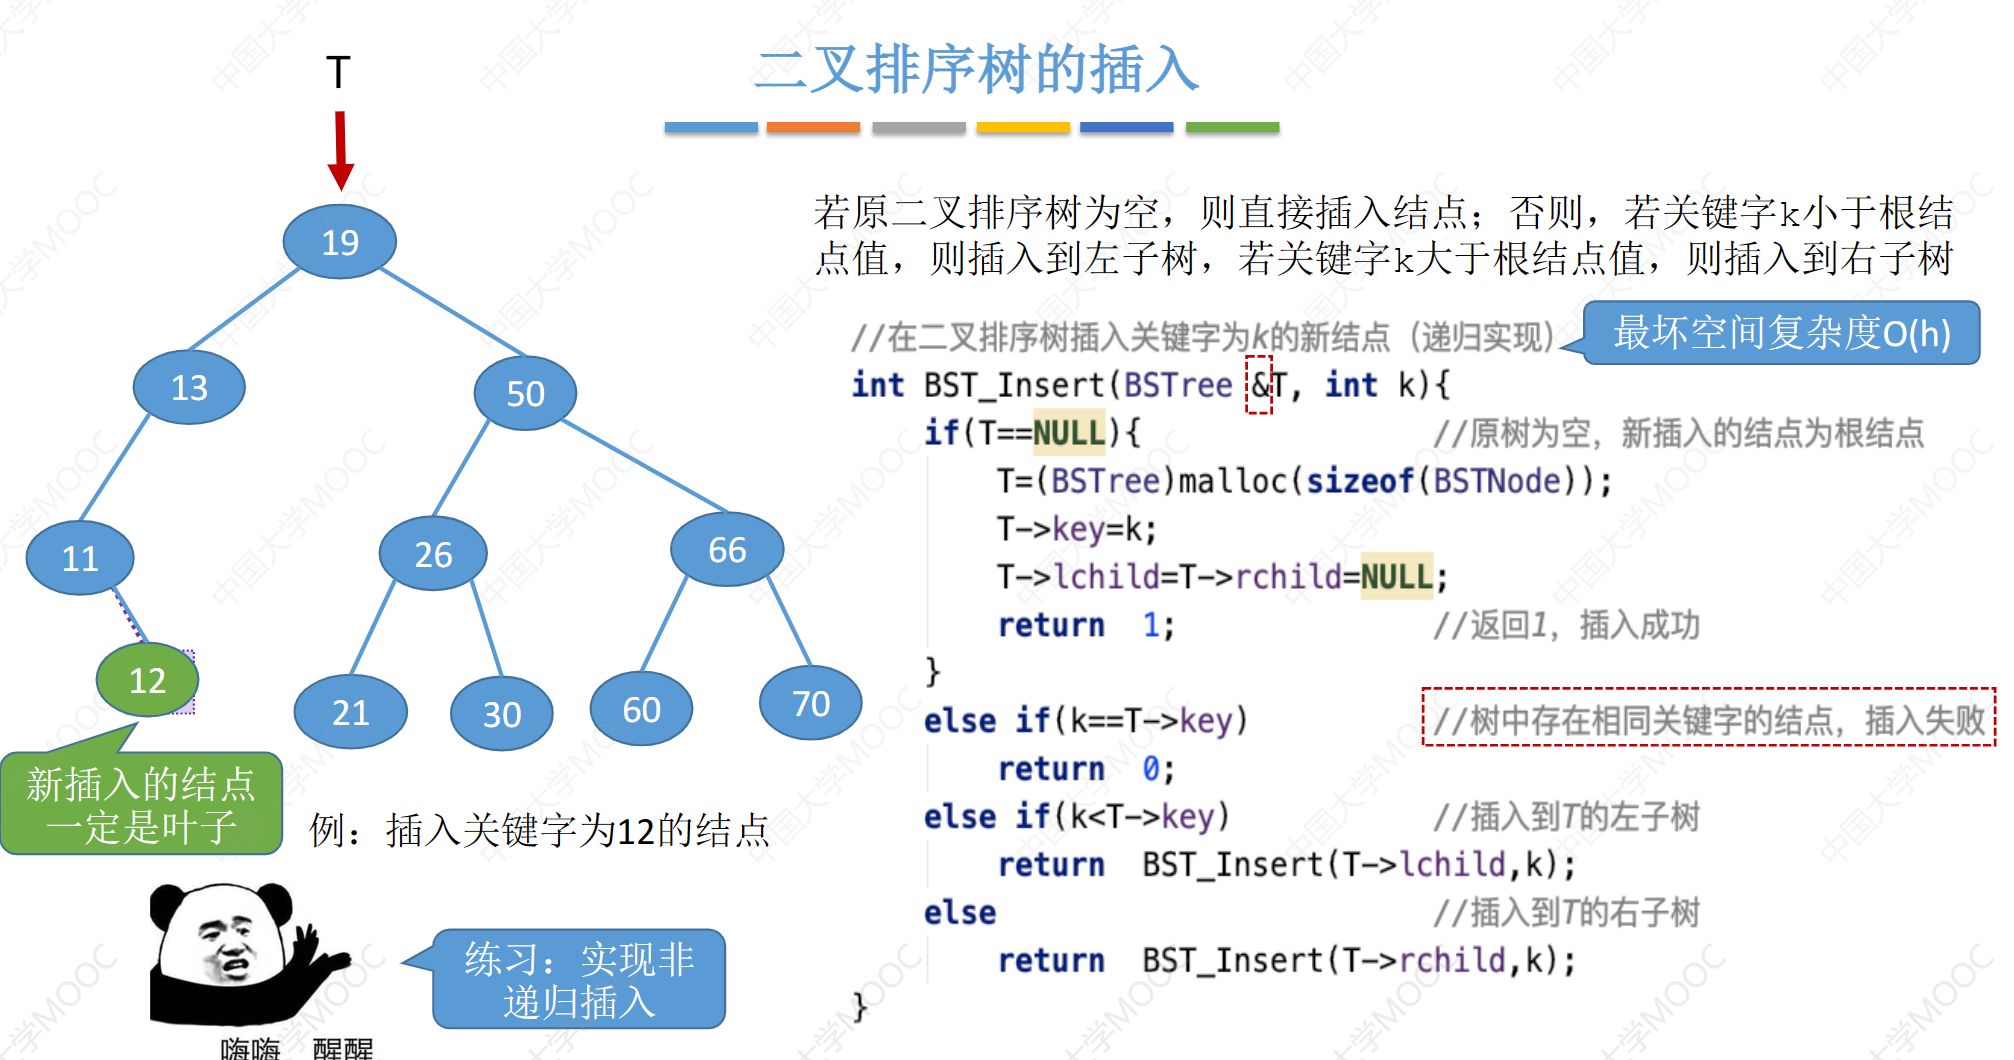 二叉排序树的插入
T
19
13
50
11
26
66
12
21
30
60
70
新插入的结点
一定是叶子
例：插入关键字为12的结点
练习：实现非
递归插入
嗨嗨 醒醒
若原二叉排序树为空，则直接插入结点；否则，若关键字k小于根结
点值，则插入到左子树，若关键字k大于根结点值，则插入到右子树
//在二叉排序树插入关键字为k的新结点（递归实现）
最坏空间复杂度O(h)
int BST_Insert(BSTree &T, int k){
if(T==NULL){ //原树为空，新插入的结点为根结点
T=(BSTree)malloc(sizeof(BSTNode));
T->key=k;
T->lchild=T->rchild=NULL;
return 1; //返回1，插入成功
}
else if(k==T->key) //树中存在相同关键字的结点，插入失败
return 0;
else if(k<T->key) //插入到T的左子树
return BST_Insert(T->lchild,k);
else //插入到T的右子树
return BST_Insert(T->rchild,k);
}
中国大学MOOC